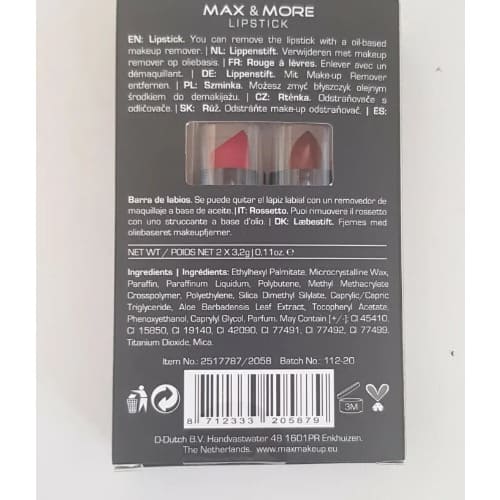 MAX & MORE
LIPSTICK
EN: Lipstick. You can remove the lipstick with a oil-based
makeup remover. | NL: Lippenstift. Verwijderen met makeup
remover op oliebasis. | FR: Rouge à lèvres. Enlever avec un
démaquillant. | DE: Lippenstift. Mit Make-up Remover
entfernen. | PL: Szminka. Możesz zmyć błyszczyk olejnym
środkiem do demakijażu. | CZ: Rtěnka. Odstraňovače s
odličovače. | SK: Rúž. Odstráňte makeup odstraňovač. | ES:
Barra de labios. Se puede quitar el lápiz labial con un removedor de
maquillaje a base de aceite.| IT: Rossetto. Puoi rimuovere il rossetto
con uno struccante a base d'olio. | DK: Læbestift. Fjernes med
oliebaseret makeupfjerner.
NET WT / POIDS NET 2 X 3,2g | 0.11oz. e
Ingredients | Ingrédients: Ethylhexyl Palmitate, Microcrystalline Wax,
Paraffin, Paraffinum Liquidum, Polybutene, Methyl Methacrylate
Crosspolymer, Polyethylene, Silica Dimethyl Silylate, Caprylic/Capric
Triglyceride, Aloe Barbadensis Leaf Extract, Tocopheryl Acetate,
Phenoxyethanol, Caprylyl Glycol, Parfum. May Contain [+/-]: CI 45410,
CI 15850, CI 19140, CI 42090, CI 77491, CI 77492, CI 77499,
Titanium Dioxide, Mica.
Item No.: 2517787/2058 Batch No.: 112-20
3M
8 712333 205879
D-Dutch B.V. Handvastwater 48 1601PR Enkhuizen.
The Netherlands. www.maxmakeup.eu